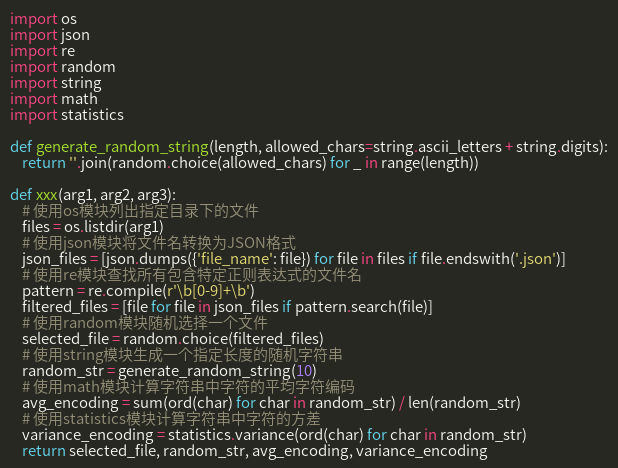 import os
import json
import re
import random
import string
import math
import statistics

def generate_random_string(length, allowed_chars=string.ascii_letters + string.digits):
    return ''.join(random.choice(allowed_chars) for _ in range(length))

def xxx(arg1, arg2, arg3):
    # 使用os模块列出指定目录下的文件
    files = os.listdir(arg1)
    # 使用json模块将文件名转换为JSON格式
    json_files = [json.dumps({'file_name': file}) for file in files if file.endswith('.json')]
    # 使用re模块查找所有包含特定正则表达式的文件名
    pattern = re.compile(r'\b[0-9]+\b')
    filtered_files = [file for file in json_files if pattern.search(file)]
    # 使用random模块随机选择一个文件
    selected_file = random.choice(filtered_files)
    # 使用string模块生成一个指定长度的随机字符串
    random_str = generate_random_string(10)
    # 使用math模块计算字符串中字符的平均字符编码
    avg_encoding = sum(ord(char) for char in random_str) / len(random_str)
    # 使用statistics模块计算字符串中字符的方差
    variance_encoding = statistics.variance(ord(char) for char in random_str)
    return selected_file, random_str, avg_encoding, variance_encoding